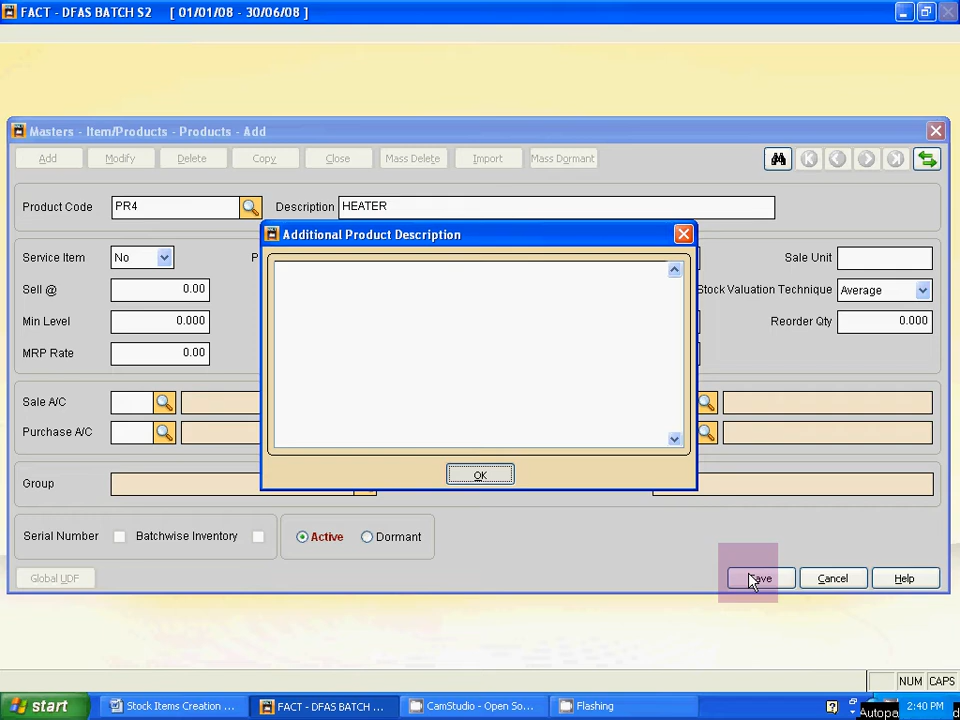 FACT - DFAS BATCH S2 [ 01/01/08 - 30/06/08 ]
Masters - Item/Products - Products - Add
Add Modify Delete Copy Close Mass Delete Import Mass Dormant
Product Code PR4 Description HEATER
Additional Product Description
Service Item No P Sale Unit
Sell @ 0.00 Stock Valuation Technique Average
Min Level 0.000 Reorder Qty 0.000
MRP Rate 0.00
Sale A/C
Purchase A/C
OK
Group
Serial Number Batchwise Inventory Active Dormant
Global UDF Cancel Help
NUM CAPS
start Stock Items Creation ... FACT - DFAS BATCH ... CamStudio - Open So... Flashing 2:40 PM